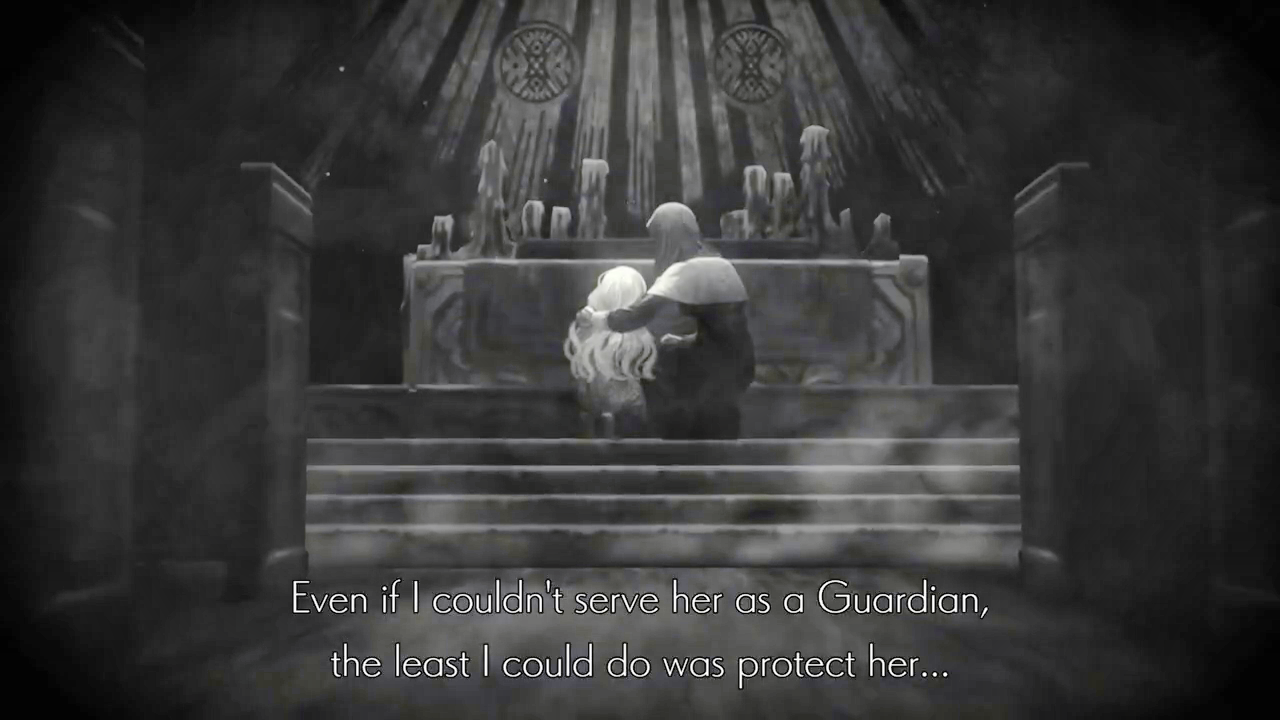 Even if I couldn't serve her as a Guardian,
the least I could do was protect her...